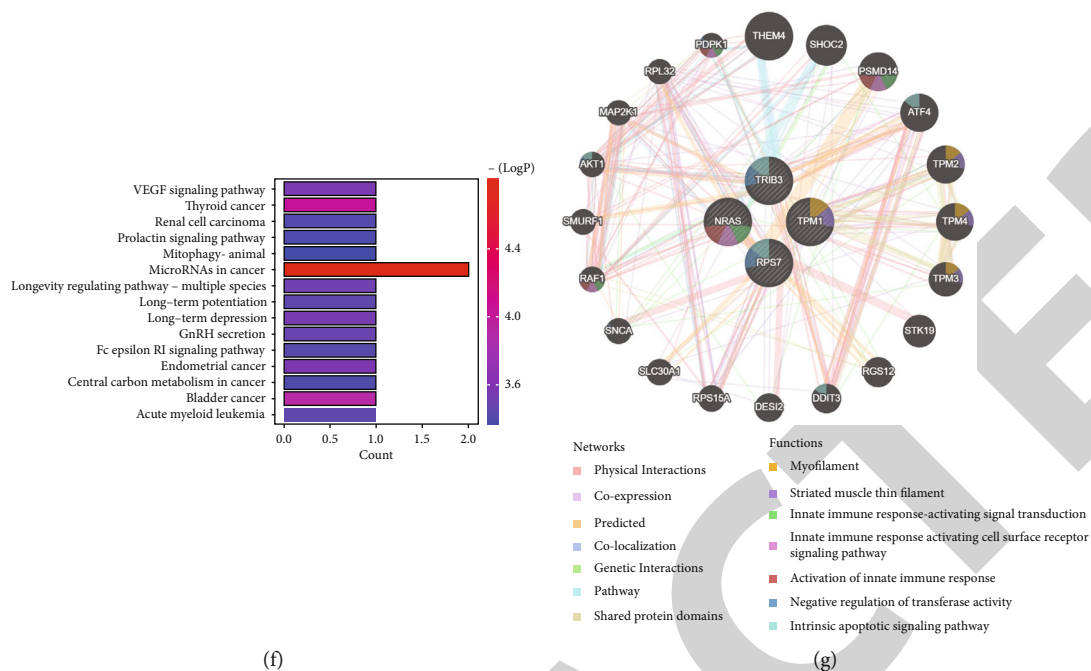 VEGF signaling pathway
Thyroid cancer
Renal cell carcinoma
Prolactin signaling pathway
Mitophagy- animal
MicroRNAs in cancer
Longevity regulating pathway – multiple species
Long–term potentiation
Long–term depression
GnRH secretion
Fc epsilon RI signaling pathway
Endometrial cancer
Central carbon metabolism in cancer
Bladder cancer
Acute myeloid leukemia
0.0 0.5 1.0 1.5 2.0
Count
– (LogP)
4.4
4.0
3.6
(f)
THEM4
SHOC2
PDPK1
PSMD14
RPL32
ATF4
MAP2K1
TPM2
AKT1
TRIB3
SMURF1
NRAS
TPM1
TPM4
RPS7
RAF1
TPM3
SNCA
STK19
SLC30A1
RGS12
RPS15A
DESI2
DDIT3
Networks
Physical Interactions
Co-expression
Predicted
Co-localization
Genetic Interactions
Pathway
Shared protein domains
Functions
Myofilament
Striated muscle thin filament
Innate immune response-activating signal transduction
Innate immune response activating cell surface receptor
signaling pathway
Activation of innate immune response
Negative regulation of transferase activity
Intrinsic apoptotic signaling pathway
(g)